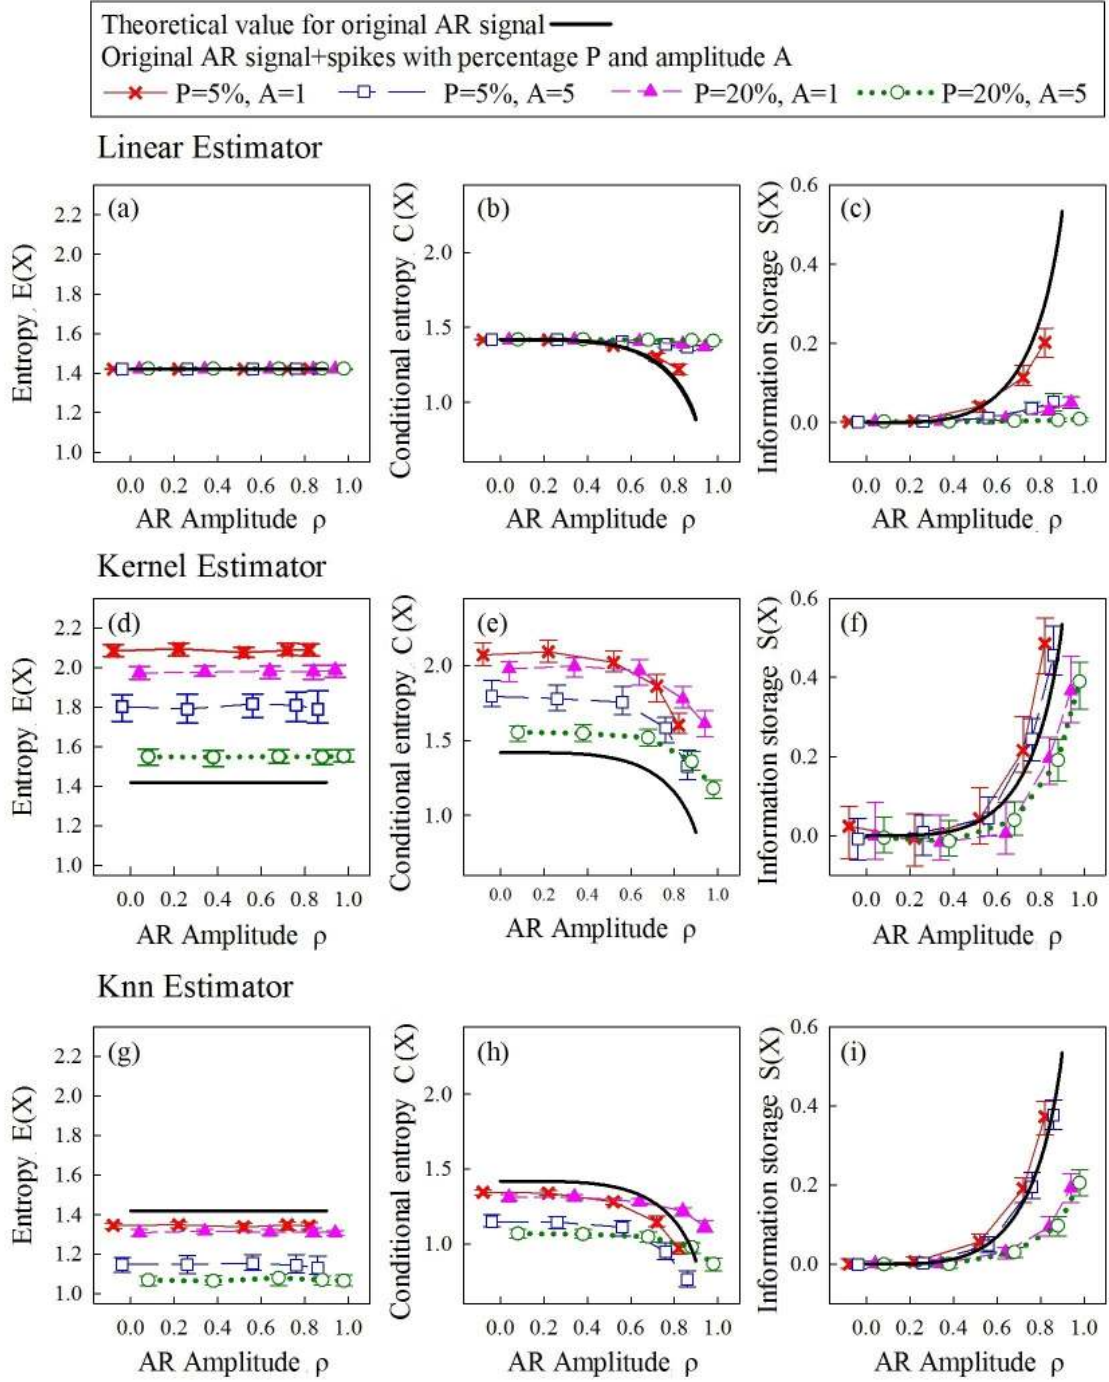 Theoretical value for original AR signal
Original AR signal+spikes with percentage P and amplitude A
P=5%, A=1 P=5%, A=5 P=20%, A=1 P=20%, A=5
Linear Estimator
(a)
Entropy, E(X)
2.2
2.0
1.8
1.6
1.4
1.2
1.0
0.0 0.2 0.4 0.6 0.8 1.0
AR Amplitude ρ
(b)
Conditional entropy C(X)
2.0
1.5
1.0
0.0 0.2 0.4 0.6 0.8 1.0
AR Amplitude ρ
(c)
Information Storage S(X)
0.6
0.4
0.2
0.0
0.0 0.2 0.4 0.6 0.8 1.0
AR Amplitude ρ
Kernel Estimator
(d)
Entropy E(X)
2.2
2.0
1.8
1.6
1.4
1.2
1.0
0.0 0.2 0.4 0.6 0.8 1.0
AR Amplitude ρ
(e)
Conditional entropy C(X)
2.0
1.5
1.0
0.0 0.2 0.4 0.6 0.8 1.0
AR Amplitude ρ
(f)
Information storage S(X)
0.6
0.4
0.2
0.0
0.0 0.2 0.4 0.6 0.8 1.0
AR Amplitude ρ
Knn Estimator
(g)
Entropy E(X)
2.2
2.0
1.8
1.6
1.4
1.2
1.0
0.0 0.2 0.4 0.6 0.8 1.0
AR Amplitude ρ
(h)
Conditional entropy C(X)
2.0
1.5
1.0
0.0 0.2 0.4 0.6 0.8 1.0
AR Amplitude ρ
(i)
Information storage S(X)
0.6
0.4
0.2
0.0
0.0 0.2 0.4 0.6 0.8 1.0
AR Amplitude ρ